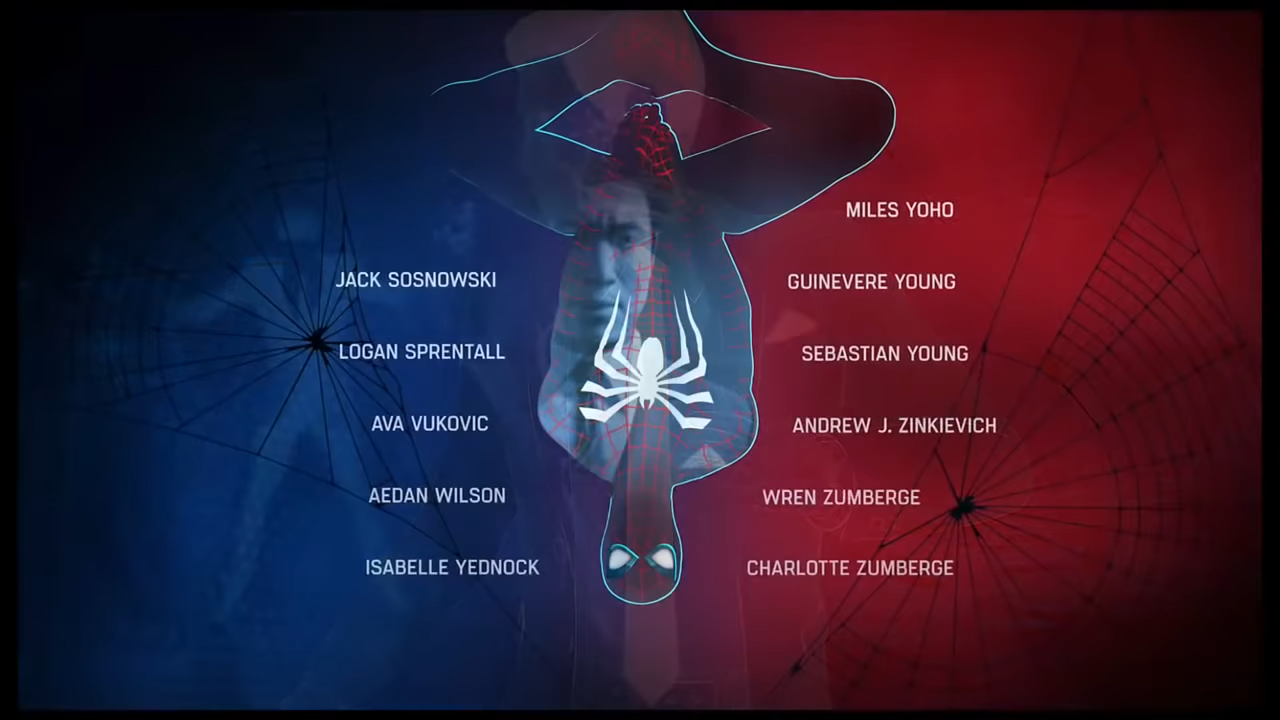 JACK SOSNOWSKI
LOGAN SPRENTALL
AVA VUKOVIC
AEDAN WILSON
ISABELLE YEDNOCK
MILES YOHO
GUINEVERE YOUNG
SEBASTIAN YOUNG
ANDREW J. ZINKIEVICH
WREN ZUMBERGE
CHARLOTTE ZUMBERGE